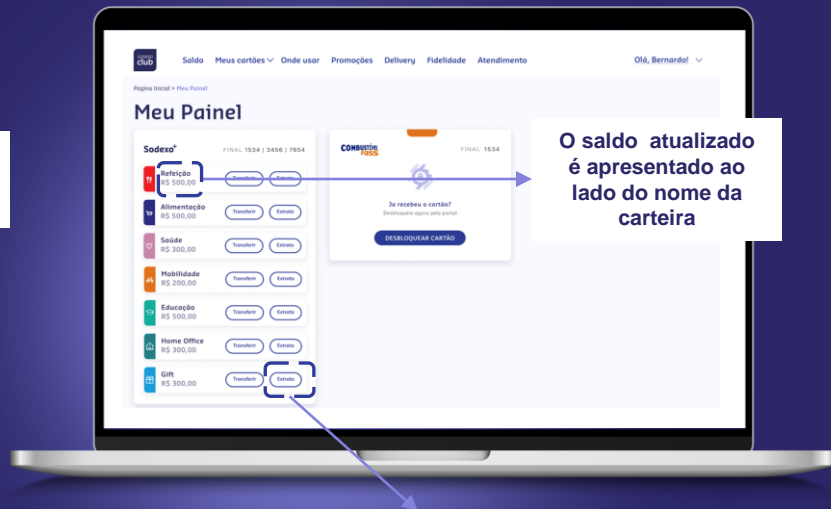 sodexo club
Saldo Meus cartões Onde usar Promoções Delivery Fidelidade Atendimento Olá, Bernardo!
Página Inicial > Meu Painel
Meu Painel
Sodexo+ FINAL 1534 | 3456 | 7654
Refeição
R$ 500,00
Transferir Extrato
Alimentação
R$ 500,00
Transferir Extrato
Saúde
R$ 300,00
Transferir Extrato
Mobilidade
R$ 200,00
Transferir Extrato
Educação
R$ 500,00
Transferir Extrato
Home Office
R$ 300,00
Transferir Extrato
Gift
R$ 300,00
Transferir Extrato
COMBUSTÍVEL PASS FINAL 1534
Ja recebeu o cartão?
Desbloqueie agora pelo portal
DESBLOQUEAR CARTÃO
O saldo atualizado
é apresentado ao
lado do nome da
carteira